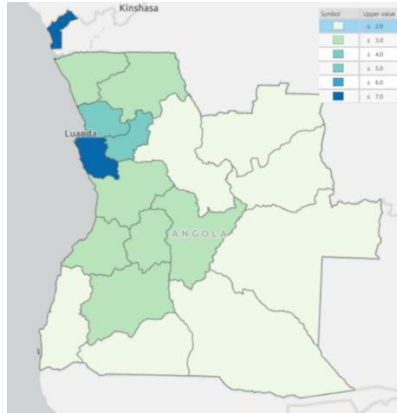 Kinshasa
Symbol Upper value
≤ 2.0
≤ 3.0
≤ 4.0
≤ 5.0
≤ 6.0
≤ 7.0
Luanda
ANGOLA